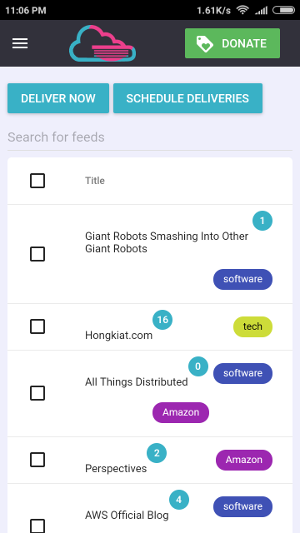 11:06 PM
1.61K/s
DONATE
DELIVER NOW
SCHEDULE DELIVERIES
Search for feeds
Title
1
Giant Robots Smashing Into Other
Giant Robots
software
16
tech
Hongkiat.com
0
software
All Things Distributed
Amazon
2
Amazon
Perspectives
4
software
AWS Official Blog